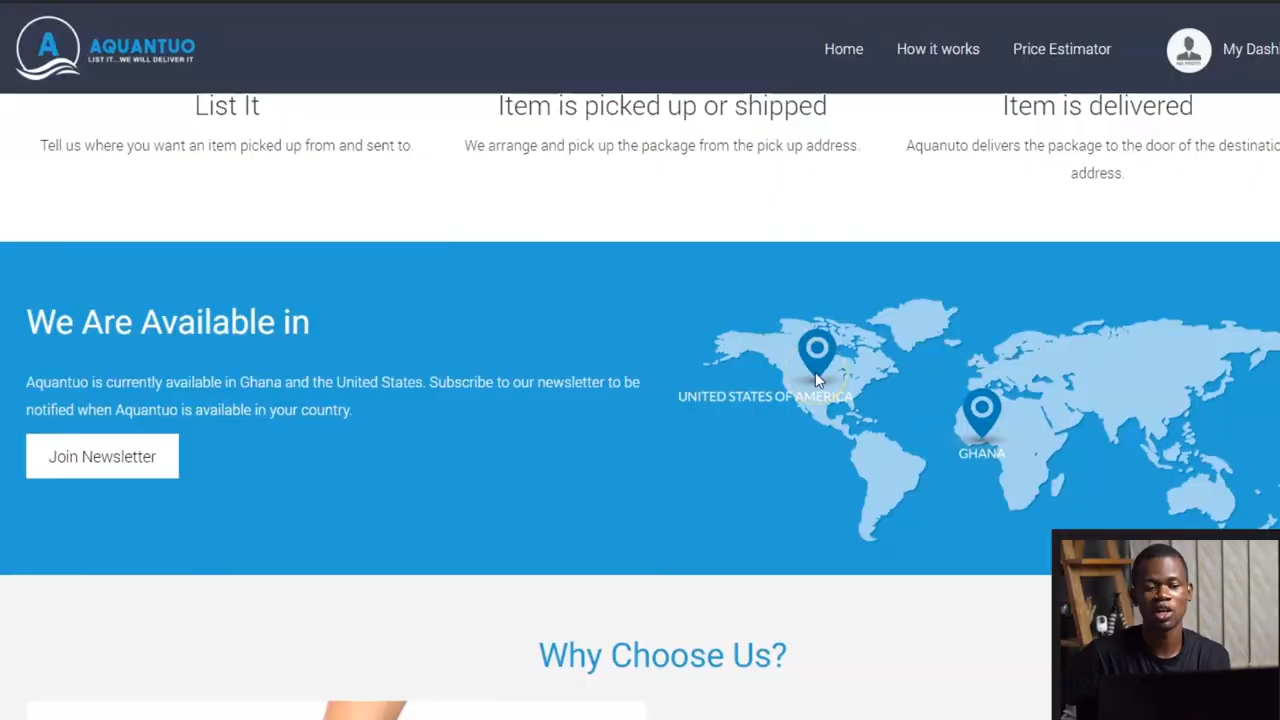 A
AQUANTUO
LIST IT...WE WILL DELIVER IT
Home
How it works
Price Estimator
My Dash
List It
Tell us where you want an item picked up from and sent to.
Item is picked up or shipped
We arrange and pick up the package from the pick up address.
Item is delivered
Aquanuto delivers the package to the door of the destinatio
address.
We Are Available in
Aquantuo is currently available in Ghana and the United States. Subscribe to our newsletter to be
notified when Aquantuo is available in your country.
Join Newsletter
UNITED STATES OF AMERICA
GHANA
Why Choose Us?